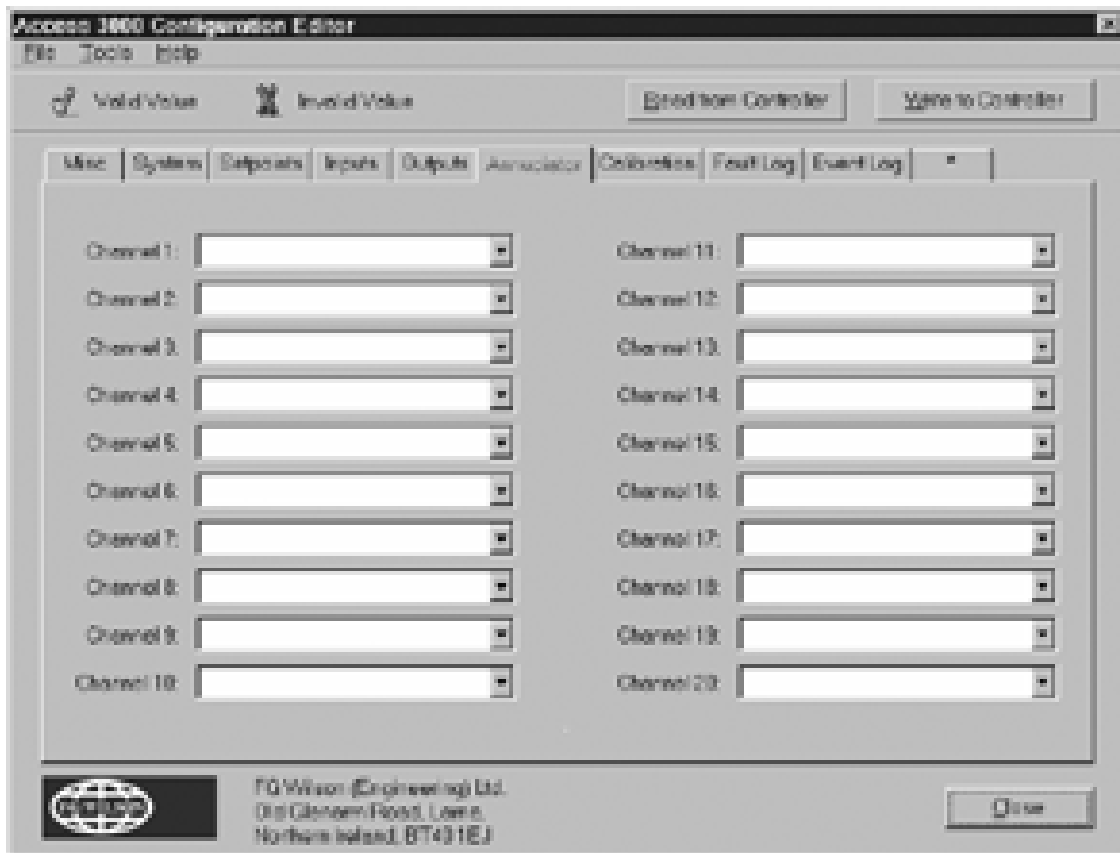 Access 3000 Configuration Editor
File Tools Help
Valid Value Invalid Value Read from Controller Write to Controller
Misc System Setpoints Inputs Outputs Annunciator Calibration Fault Log Event Log *
Channel 1: Channel 11:
Channel 2: Channel 12:
Channel 3: Channel 13:
Channel 4: Channel 14:
Channel 5: Channel 15:
Channel 6: Channel 16:
Channel 7: Channel 17:
Channel 8: Channel 18:
Channel 9: Channel 19:
Channel 10: Channel 20:
FG Wilson (Engineering) Ltd.
Old Glenarm Road, Larne,
Northern Ireland, BT40 1EJ
Close